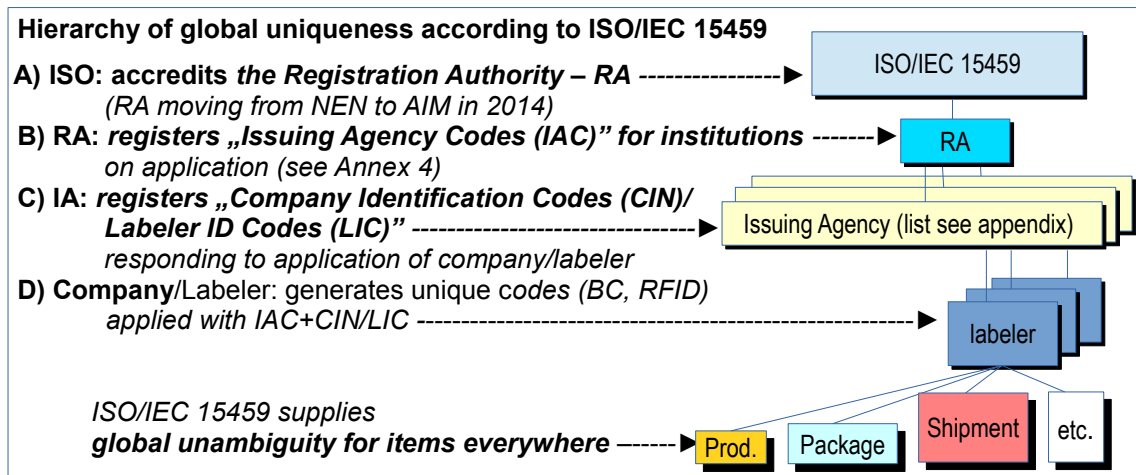 Hierarchy of global uniqueness according to ISO/IEC 15459
A) ISO: accredits the Registration Authority – RA
(RA moving from NEN to AIM in 2014)
B) RA: registers „Issuing Agency Codes (IAC)” for institutions
on application (see Annex 4)
C) IA: registers „Company Identification Codes (CIN)/
Labeler ID Codes (LIC)”
responding to application of company/labeler
D) Company/Labeler: generates unique codes (BC, RFID)
applied with IAC+CIN/LIC
ISO/IEC 15459 supplies
global unambiguity for items everywhere
ISO/IEC 15459
RA
Issuing Agency (list see appendix)
labeler
Prod.
Package
Shipment
etc.